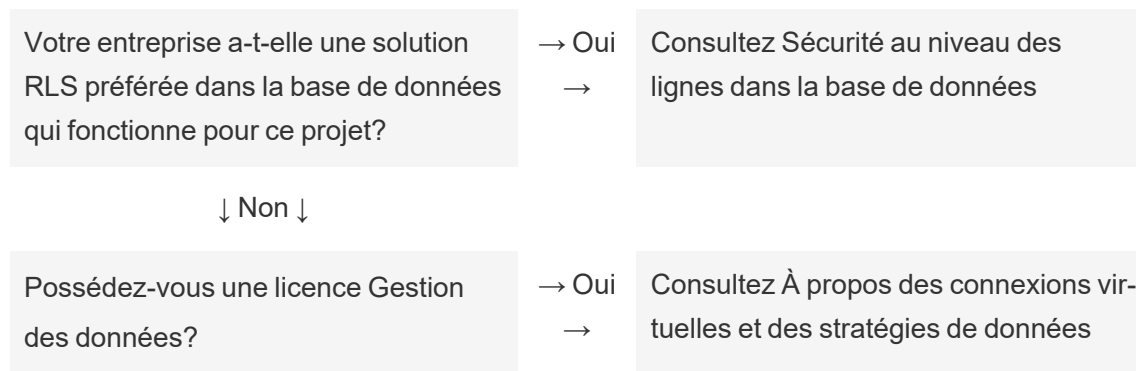 Votre entreprise a-t-elle une solution
RLS préférée dans la base de données
qui fonctionne pour ce projet?
→ Oui
→
Consultez Sécurité au niveau des
lignes dans la base de données
↓ Non ↓
Possédez-vous une licence Gestion
des données?
→ Oui
→
Consultez À propos des connexions vir-
tuelles et des stratégies de données